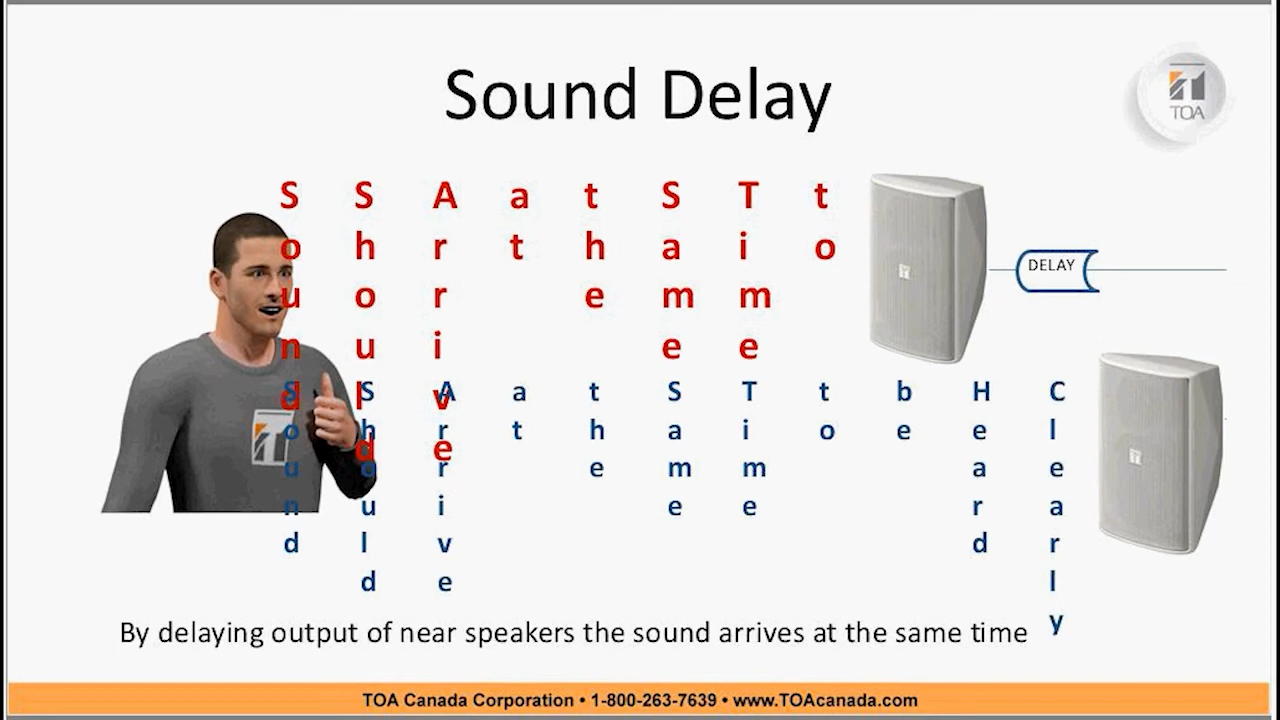 Sound Delay
TOA
Sound Should Arrive at the Same Time to
DELAY
Sound Should Arrive at the Same Time to be Heard Clearly
By delaying output of near speakers the sound arrives at the same time
TOA Canada Corporation • 1-800-263-7639 • www.TOAcanada.com